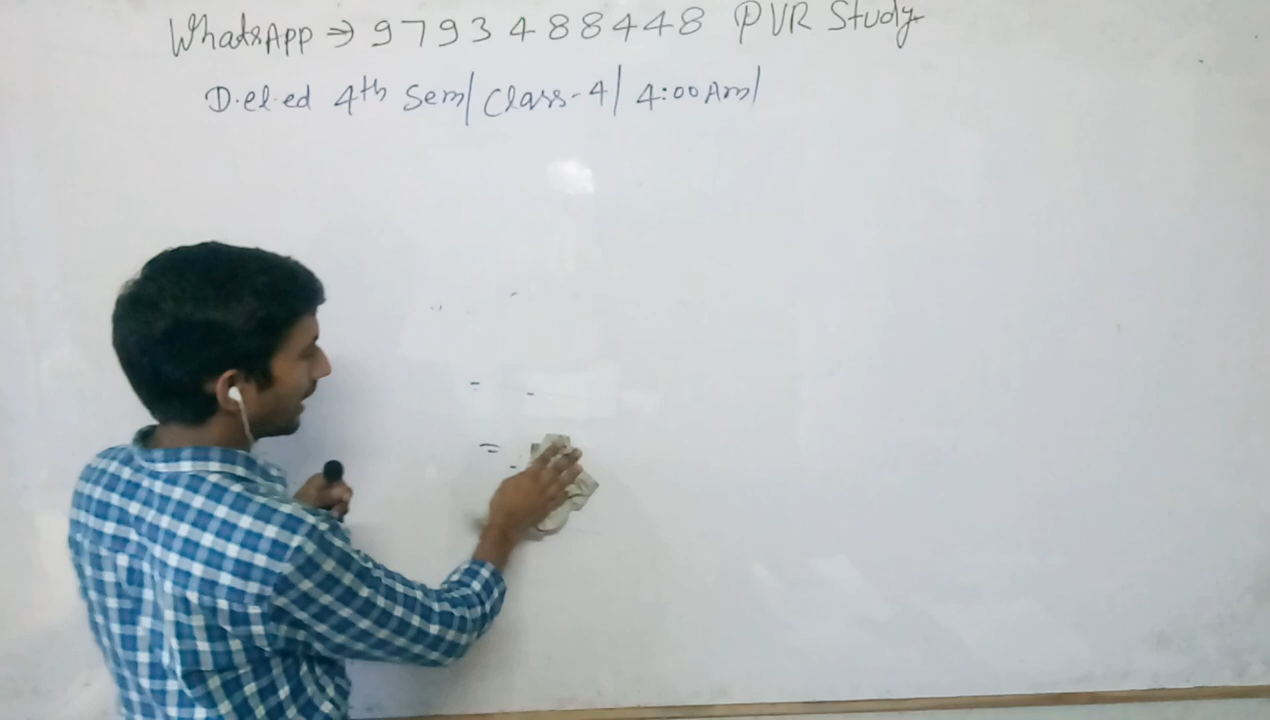 WhatsApp ⇒ 9793488448 PVR Study
D.el.ed 4th Sem/ Class-4/ 4:00 Am/